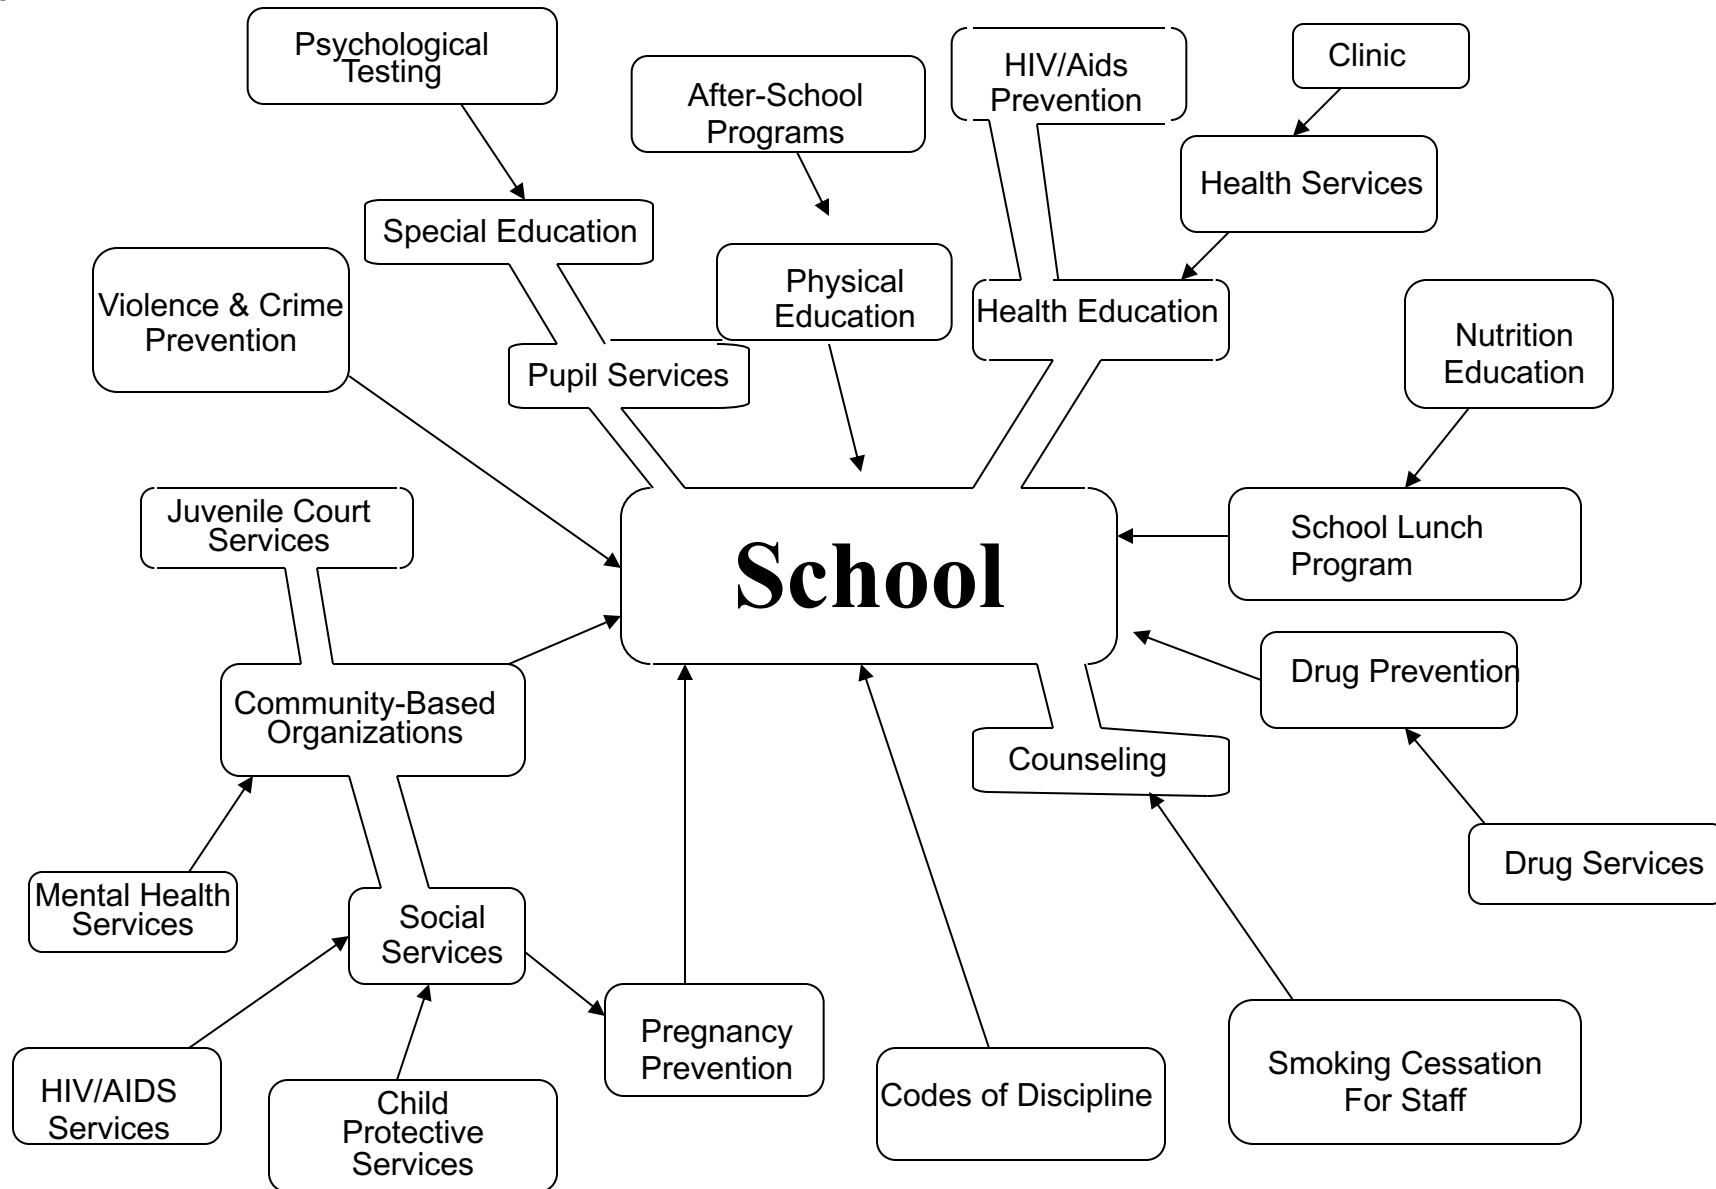 Psychological
Testing
After-School
Programs
HIV/Aids
Prevention
Clinic
Health Services
Special Education
Violence & Crime
Prevention
Physical
Education
Health Education
Nutrition
Education
Pupil Services
Juvenile Court
Services
School
School Lunch
Program
Community-Based
Organizations
Drug Prevention
Counseling
Drug Services
Mental Health
Services
Social
Services
Pregnancy
Prevention
Codes of Discipline
Smoking Cessation
For Staff
HIV/AIDS
Services
Child
Protective
Services